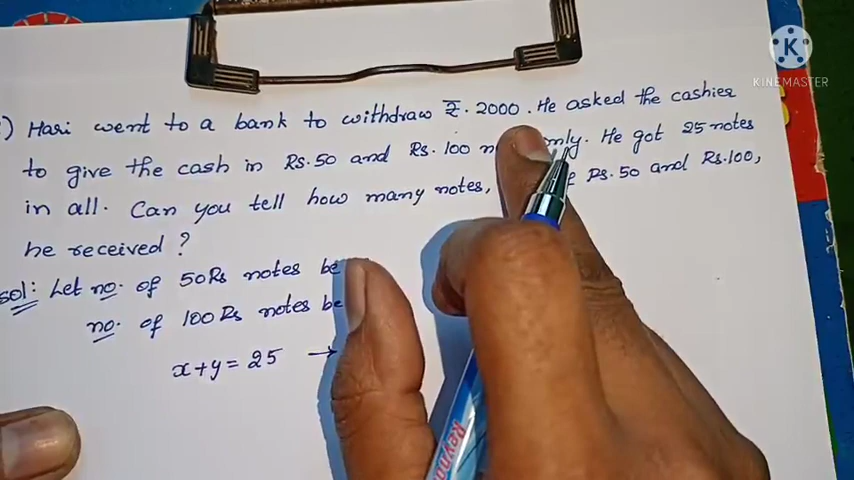 Hari went to a bank to withdraw ₹. 2000. He asked the cashier
to give the cash in Rs.50 and Rs.100 only. He got 25 notes
in all. Can you tell how many notes, Rs.50 and Rs.100,
he received ?
Sol: Let no. of 50Rs notes be
no. of 100Rs notes be
x+y= 25 →
K
KINEMASTER
Reyno